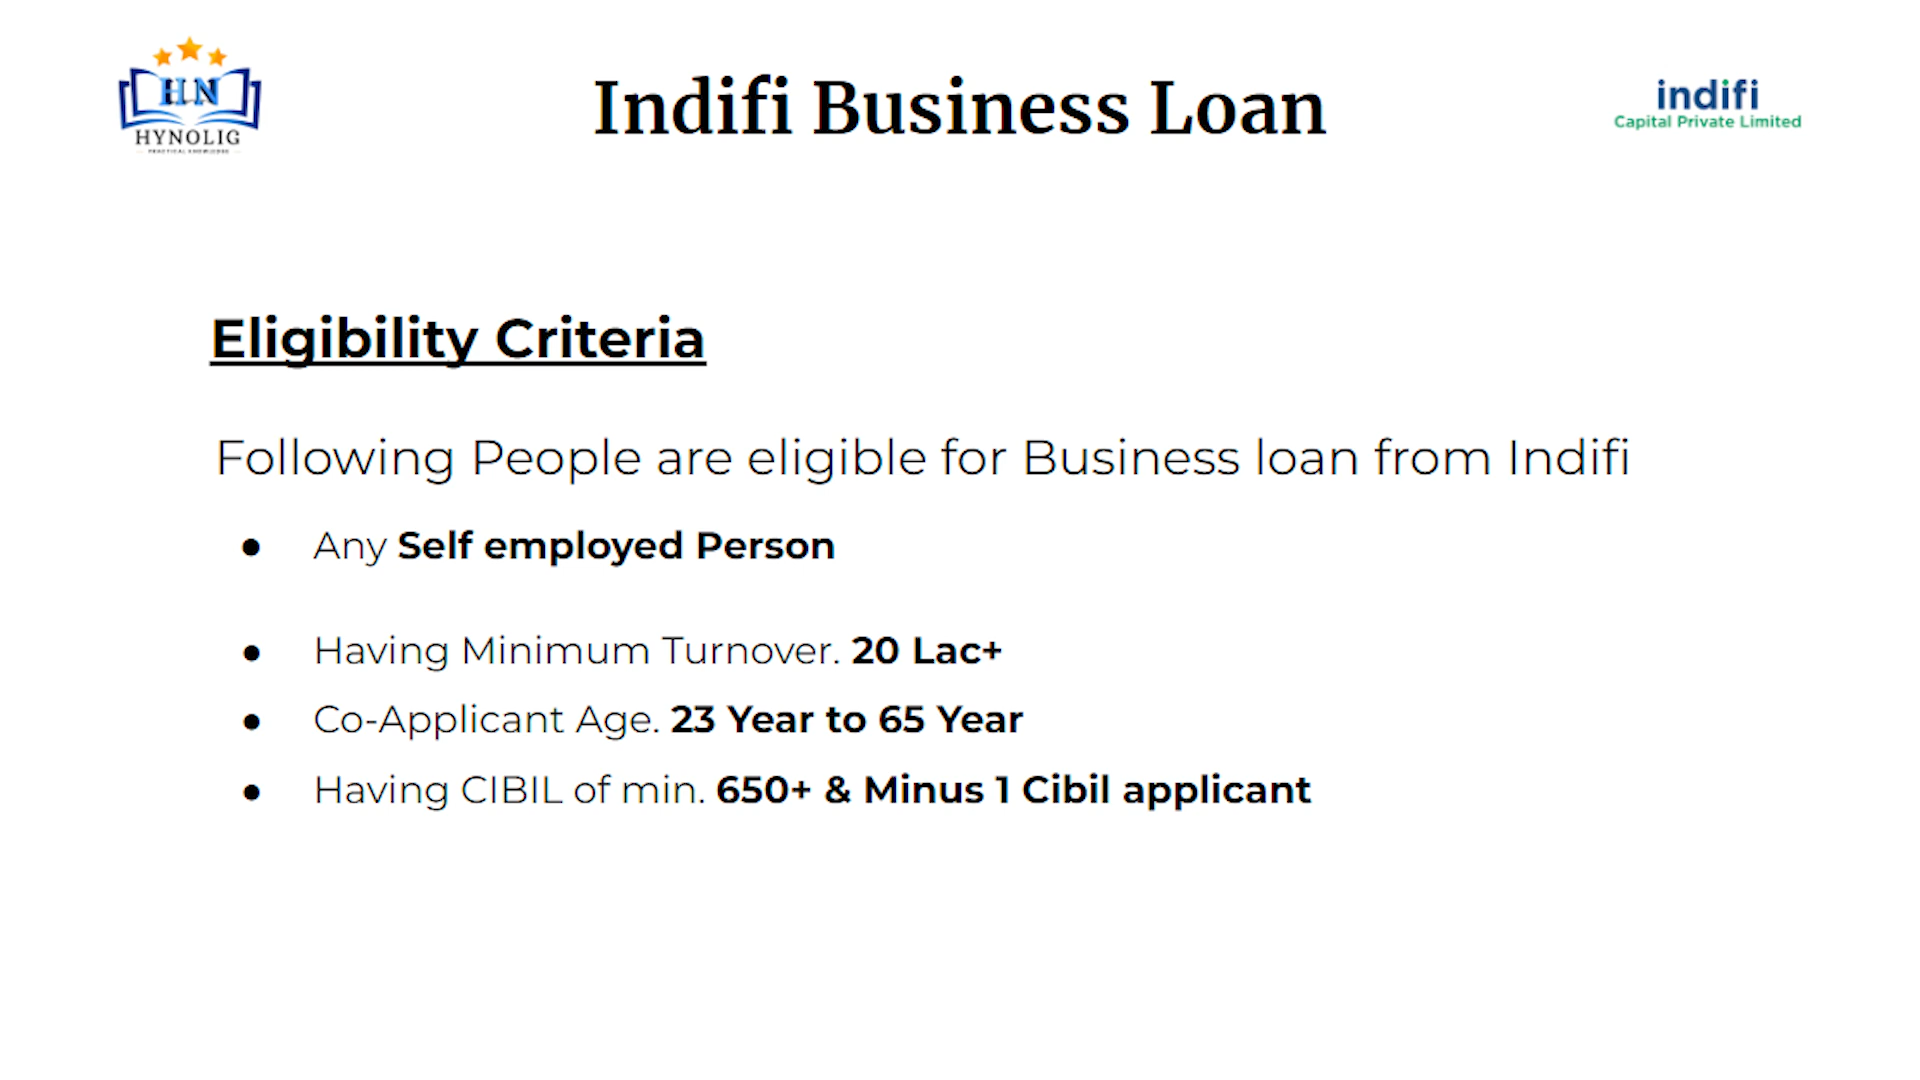 HN
HYNOLIG
PRACTICAL KNOWLEDGE
Indifi Business Loan
indifi
Capital Private Limited
Eligibility Criteria
Following People are eligible for Business loan from Indifi
● Any Self employed Person
● Having Minimum Turnover. 20 Lac+
● Co-Applicant Age. 23 Year to 65 Year
● Having CIBIL of min. 650+ & Minus 1 Cibil applicant